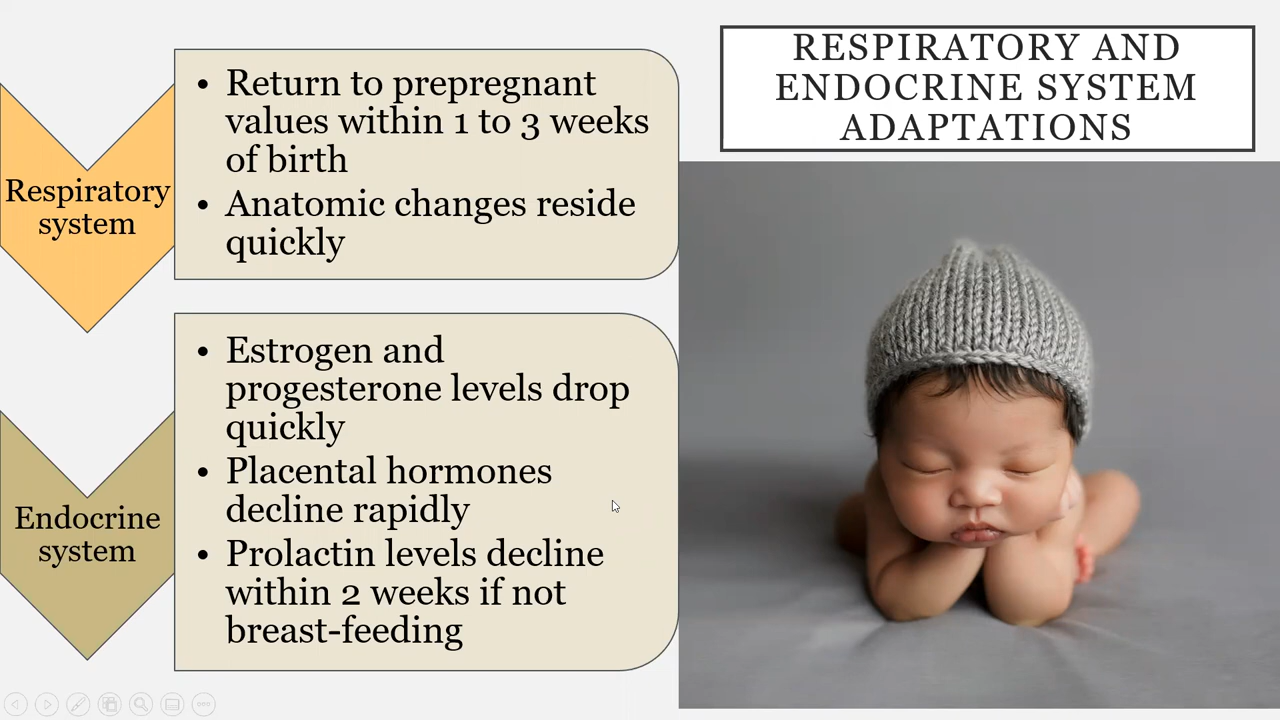 RESPIRATORY AND
ENDOCRINE SYSTEM
ADAPTATIONS
Respiratory
system
• Return to prepregnant
values within 1 to 3 weeks
of birth
• Anatomic changes reside
quickly
Endocrine
system
• Estrogen and
progesterone levels drop
quickly
• Placental hormones
decline rapidly
• Prolactin levels decline
within 2 weeks if not
breast-feeding